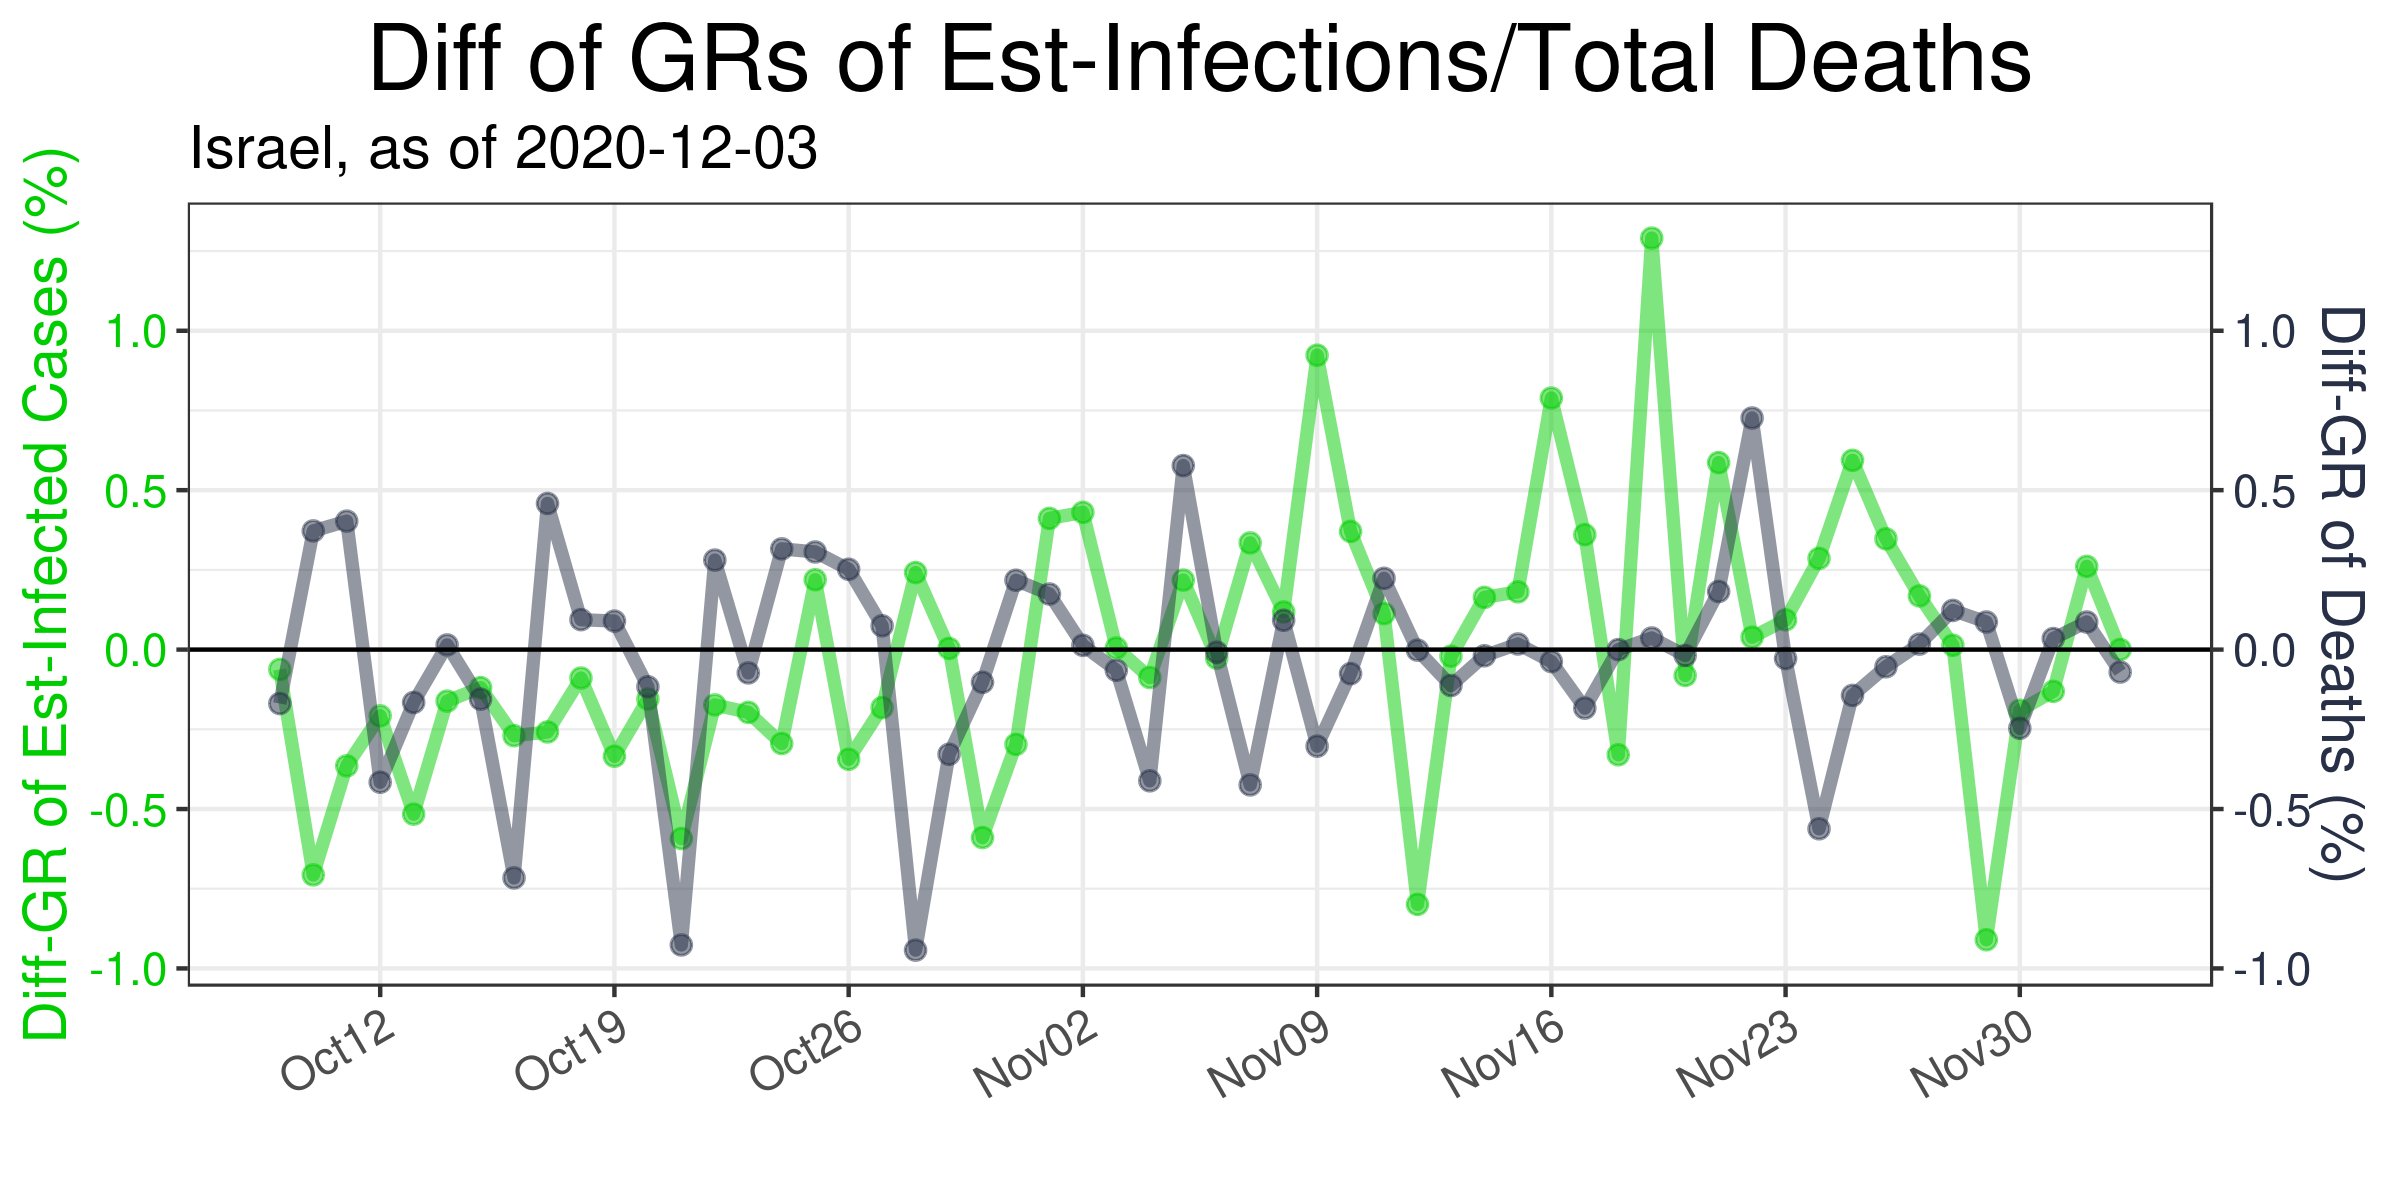 Diff of GRs of Est-Infections/Total Deaths
Israel, as of 2020-12-03
Diff-GR of Est-Infected Cases (%)
1.0
0.5
0.0
-0.5
-1.0
1.0
0.5
0.0
-0.5
-1.0
Diff-GR of Deaths (%)
Oct12
Oct19
Oct26
Nov02
Nov09
Nov16
Nov23
Nov30